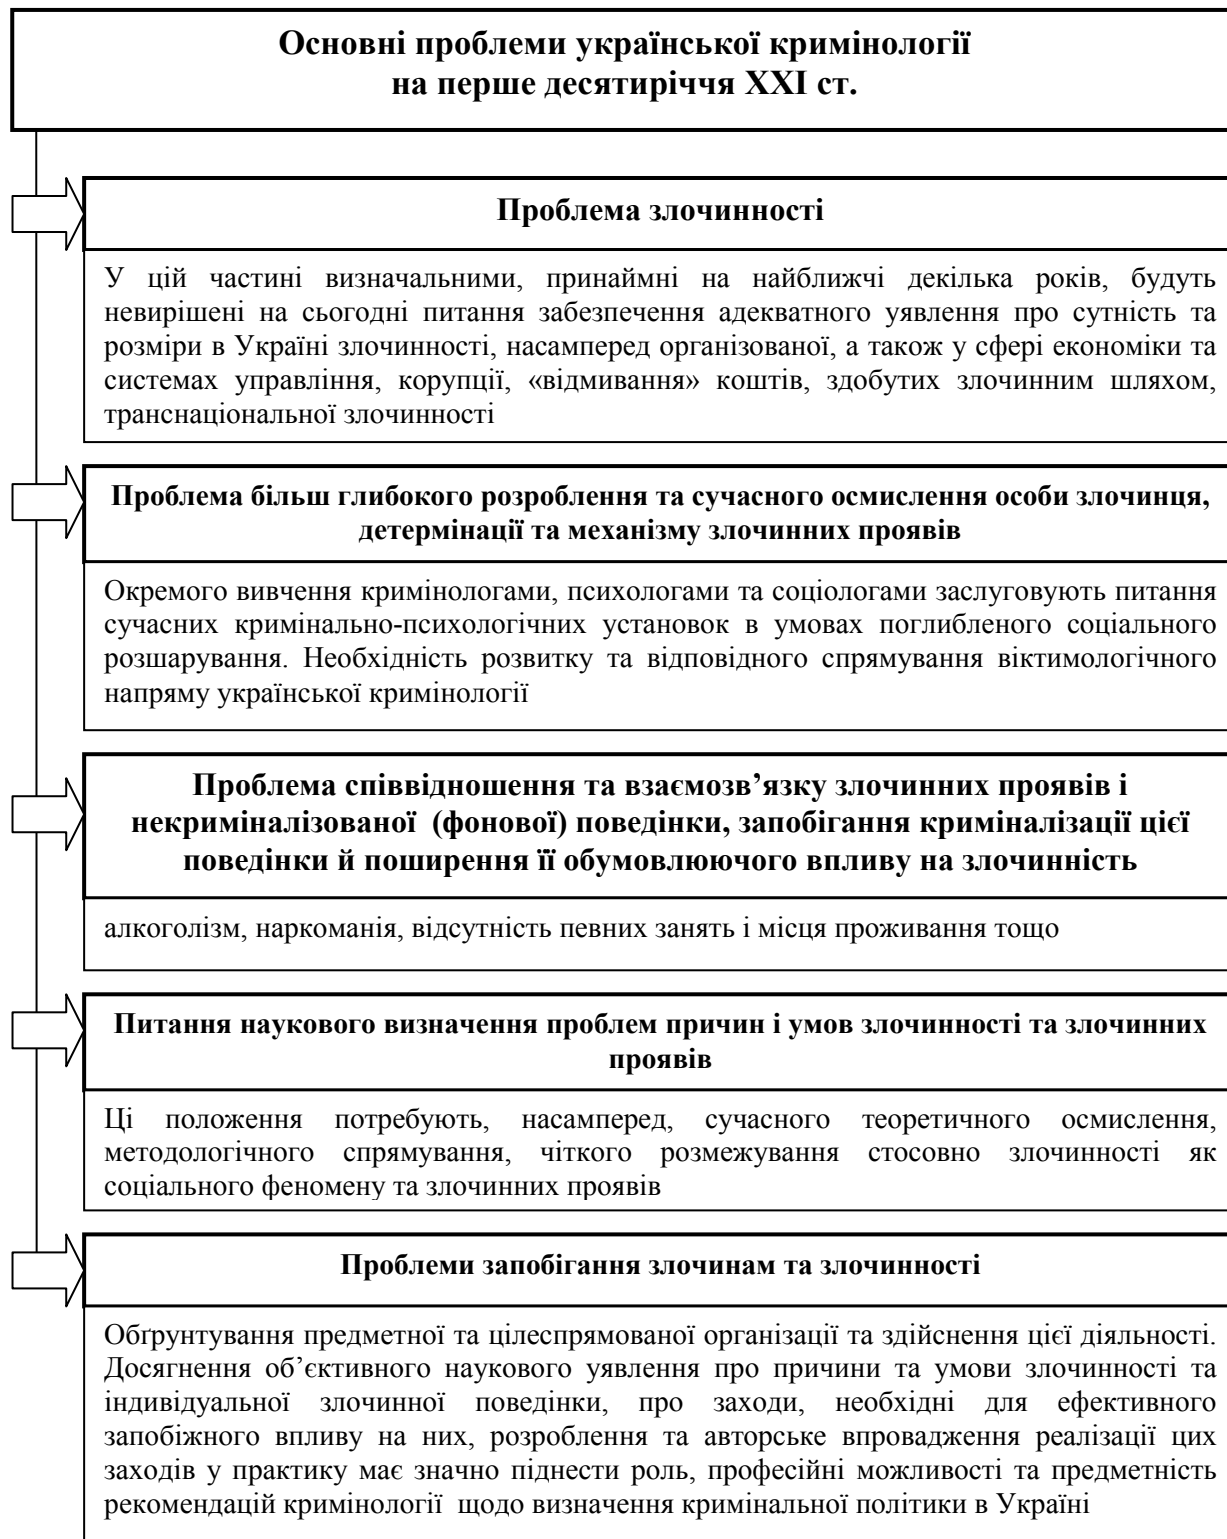 Основні проблеми української кримінології
на перше десятиріччя XXI ст.
Проблема злочинності
У цій частині визначальними, принаймні на найближчі декілька років, будуть
невирішені на сьогодні питання забезпечення адекватного уявлення про сутність та
розміри в Україні злочинності, насамперед організованої, а також у сфері економіки та
системах управління, корупції, «відмивання» коштів, здобутих злочинним шляхом,
транснаціональної злочинності
Проблема більш глибокого розроблення та сучасного осмислення особи злочинця,
детермінації та механізму злочинних проявів
Окремого вивчення кримінологами, психологами та соціологами заслуговують питання
сучасних кримінально-психологічних установок в умовах поглибленого соціального
розшарування. Необхідність розвитку та відповідного спрямування віктимологічного
напряму української кримінології
Проблема співвідношення та взаємозв’язку злочинних проявів і
некриміналізованої (фонової) поведінки, запобігання криміналізації цієї
поведінки й поширення її обумовлюючого впливу на злочинність
алкоголізм, наркоманія, відсутність певних занять і місця проживання тощо
Питання наукового визначення проблем причин і умов злочинності та злочинних
проявів
Ці положення потребують, насамперед, сучасного теоретичного осмислення,
методологічного спрямування, чіткого розмежування стосовно злочинності як
соціального феномену та злочинних проявів
Проблеми запобігання злочинам та злочинності
Обґрунтування предметної та цілеспрямованої організації та здійснення цієї діяльності.
Досягнення об’єктивного наукового уявлення про причини та умови злочинності та
індивідуальної злочинної поведінки, про заходи, необхідні для ефективного
запобіжного впливу на них, розроблення та авторське впровадження реалізації цих
заходів у практику має значно піднести роль, професійні можливості та предметність
рекомендацій кримінології щодо визначення кримінальної політики в Україні